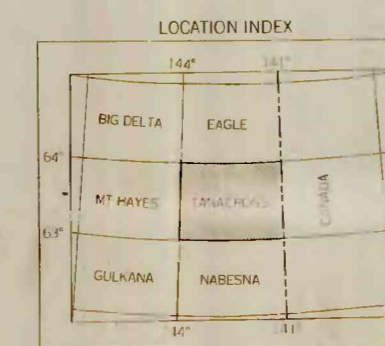 LOCATION INDEX
144° 141°
BIG DELTA EAGLE
64°
MT HAYES TANACROSS CANADA
63°
GULKANA NABESNA
144° 141°